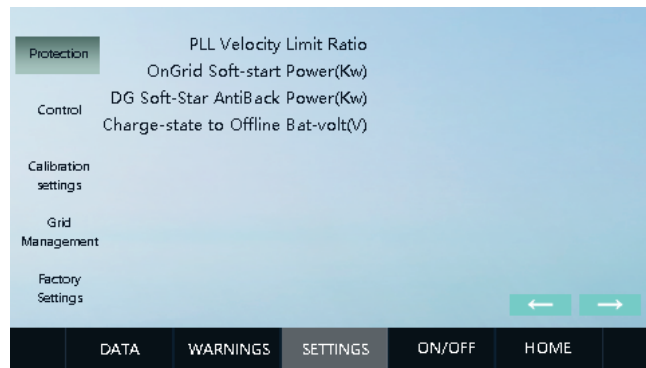 Protection
PLL Velocity Limit Ratio
OnGrid Soft-start Power(Kw)
DG Soft-Star AntiBack Power(Kw)
Charge-state to Offline Bat-volt(V)
Control
Calibration
settings
Grid
Management
Factory
Settings
← →
DATA WARNINGS SETTINGS ON/OFF HOME